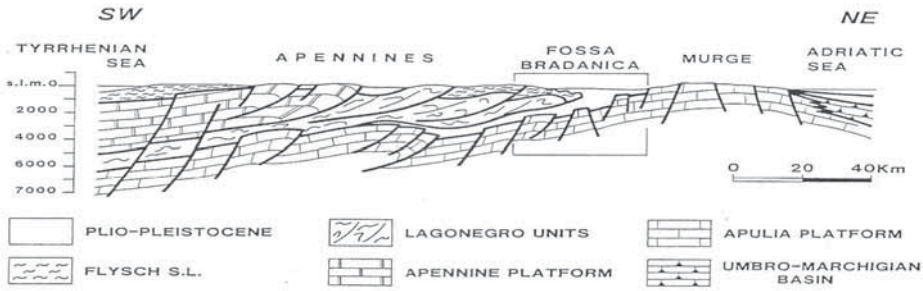 SW NE
TYRRHENIAN SEA
APENNINES
FOSSA BRADANICA
MURGE
ADRIATIC SEA
s.l.m.0
2000
4000
6000
7000
0 20 40Km
PLIO-PLEISTOCENE
LAGONEGRO UNITS
APULIA PLATFORM
FLYSCH S.L.
APENNINE PLATFORM
UMBRO-MARCHIGIAN BASIN